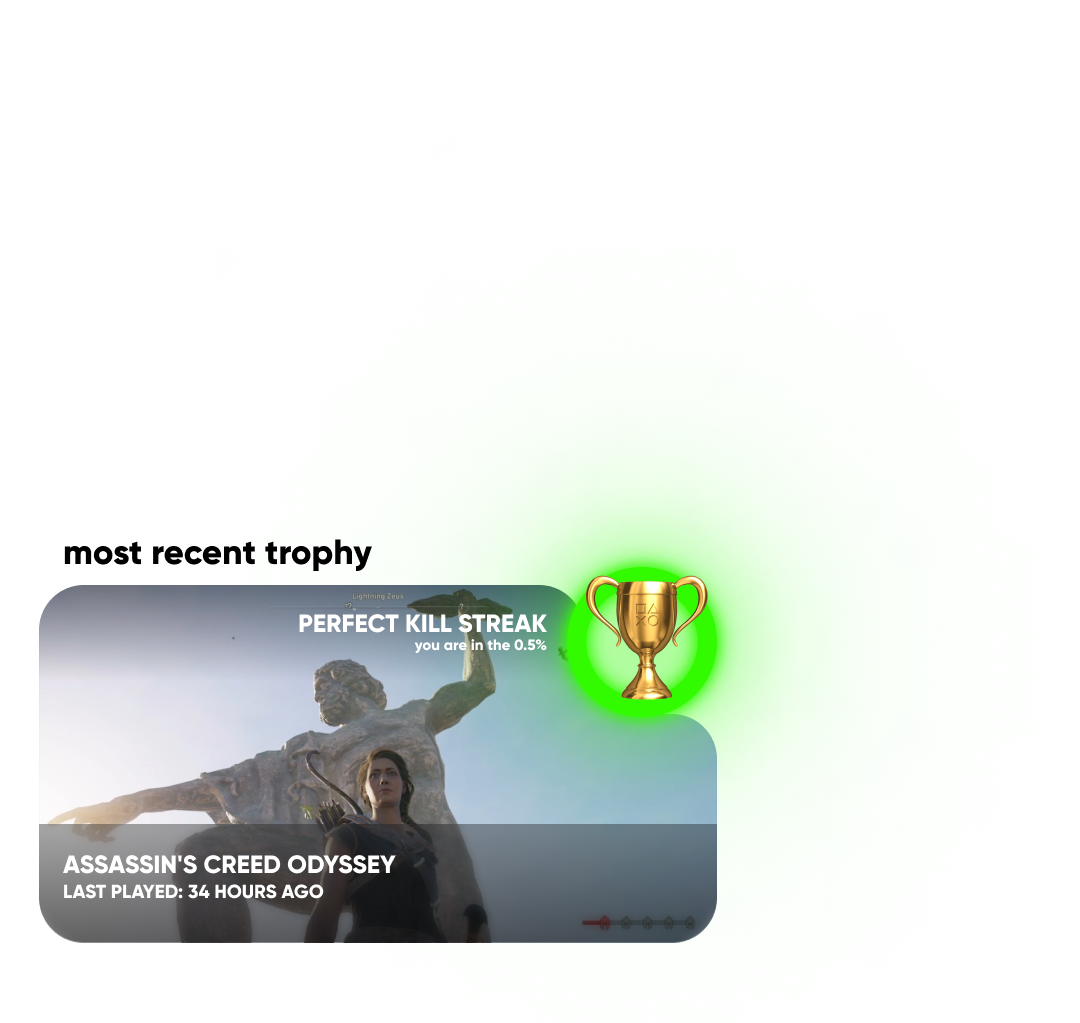 most recent trophy
Lightning Zeus
PERFECT KILL STREAK
you are in the 0.5%
ASSASSIN'S CREED ODYSSEY
LAST PLAYED: 34 HOURS AGO